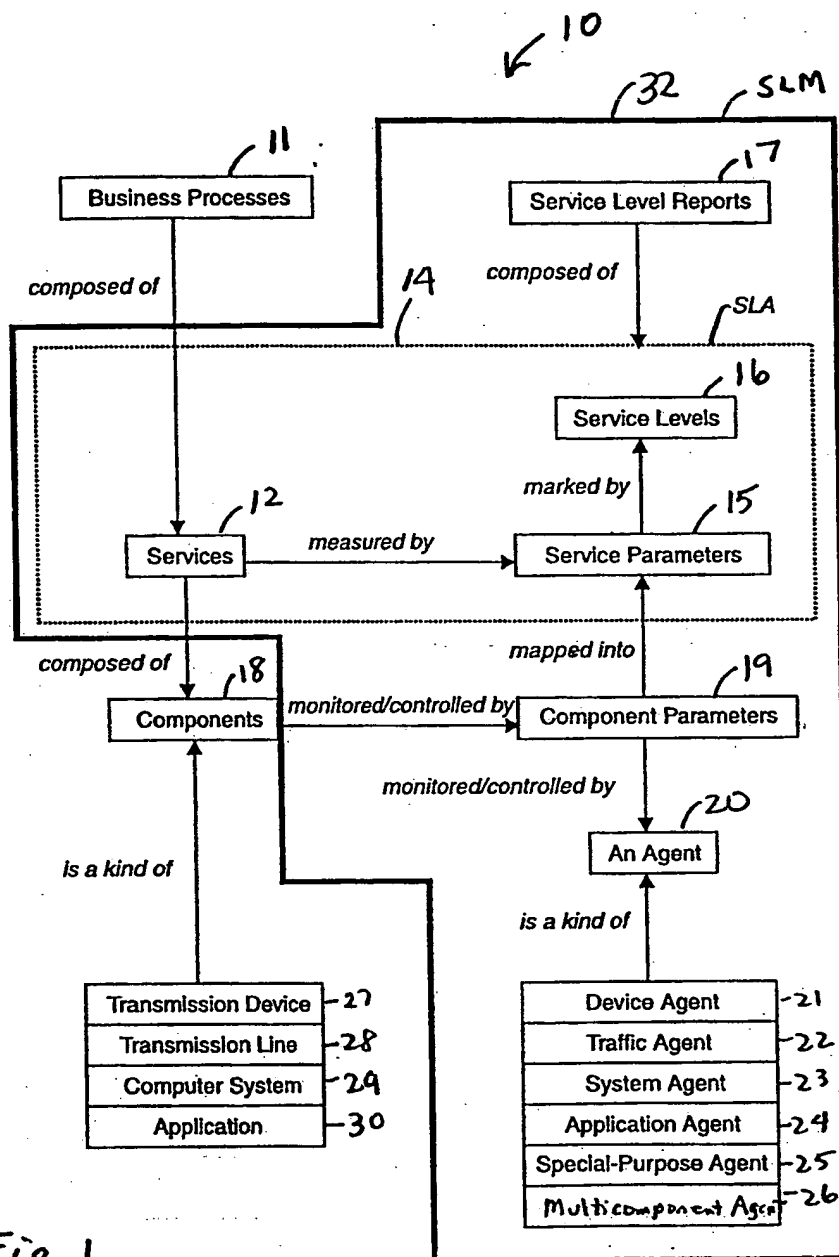 10
32
SLM
11
17
Business Processes
Service Level Reports
composed of
composed of
14
SLA
16
Service Levels
marked by
12
15
Services
measured by
Service Parameters
composed of
mapped into
18
19
Components
monitored/controlled by
Component Parameters
monitored/controlled by
20
An Agent
is a kind of
is a kind of
Transmission Device
27
Transmission Line
28
Computer System
29
Application
30
Device Agent
21
Traffic Agent
22
System Agent
23
Application Agent
24
Special-Purpose Agent
25
Multicomponent Agent
26
Fig. 1